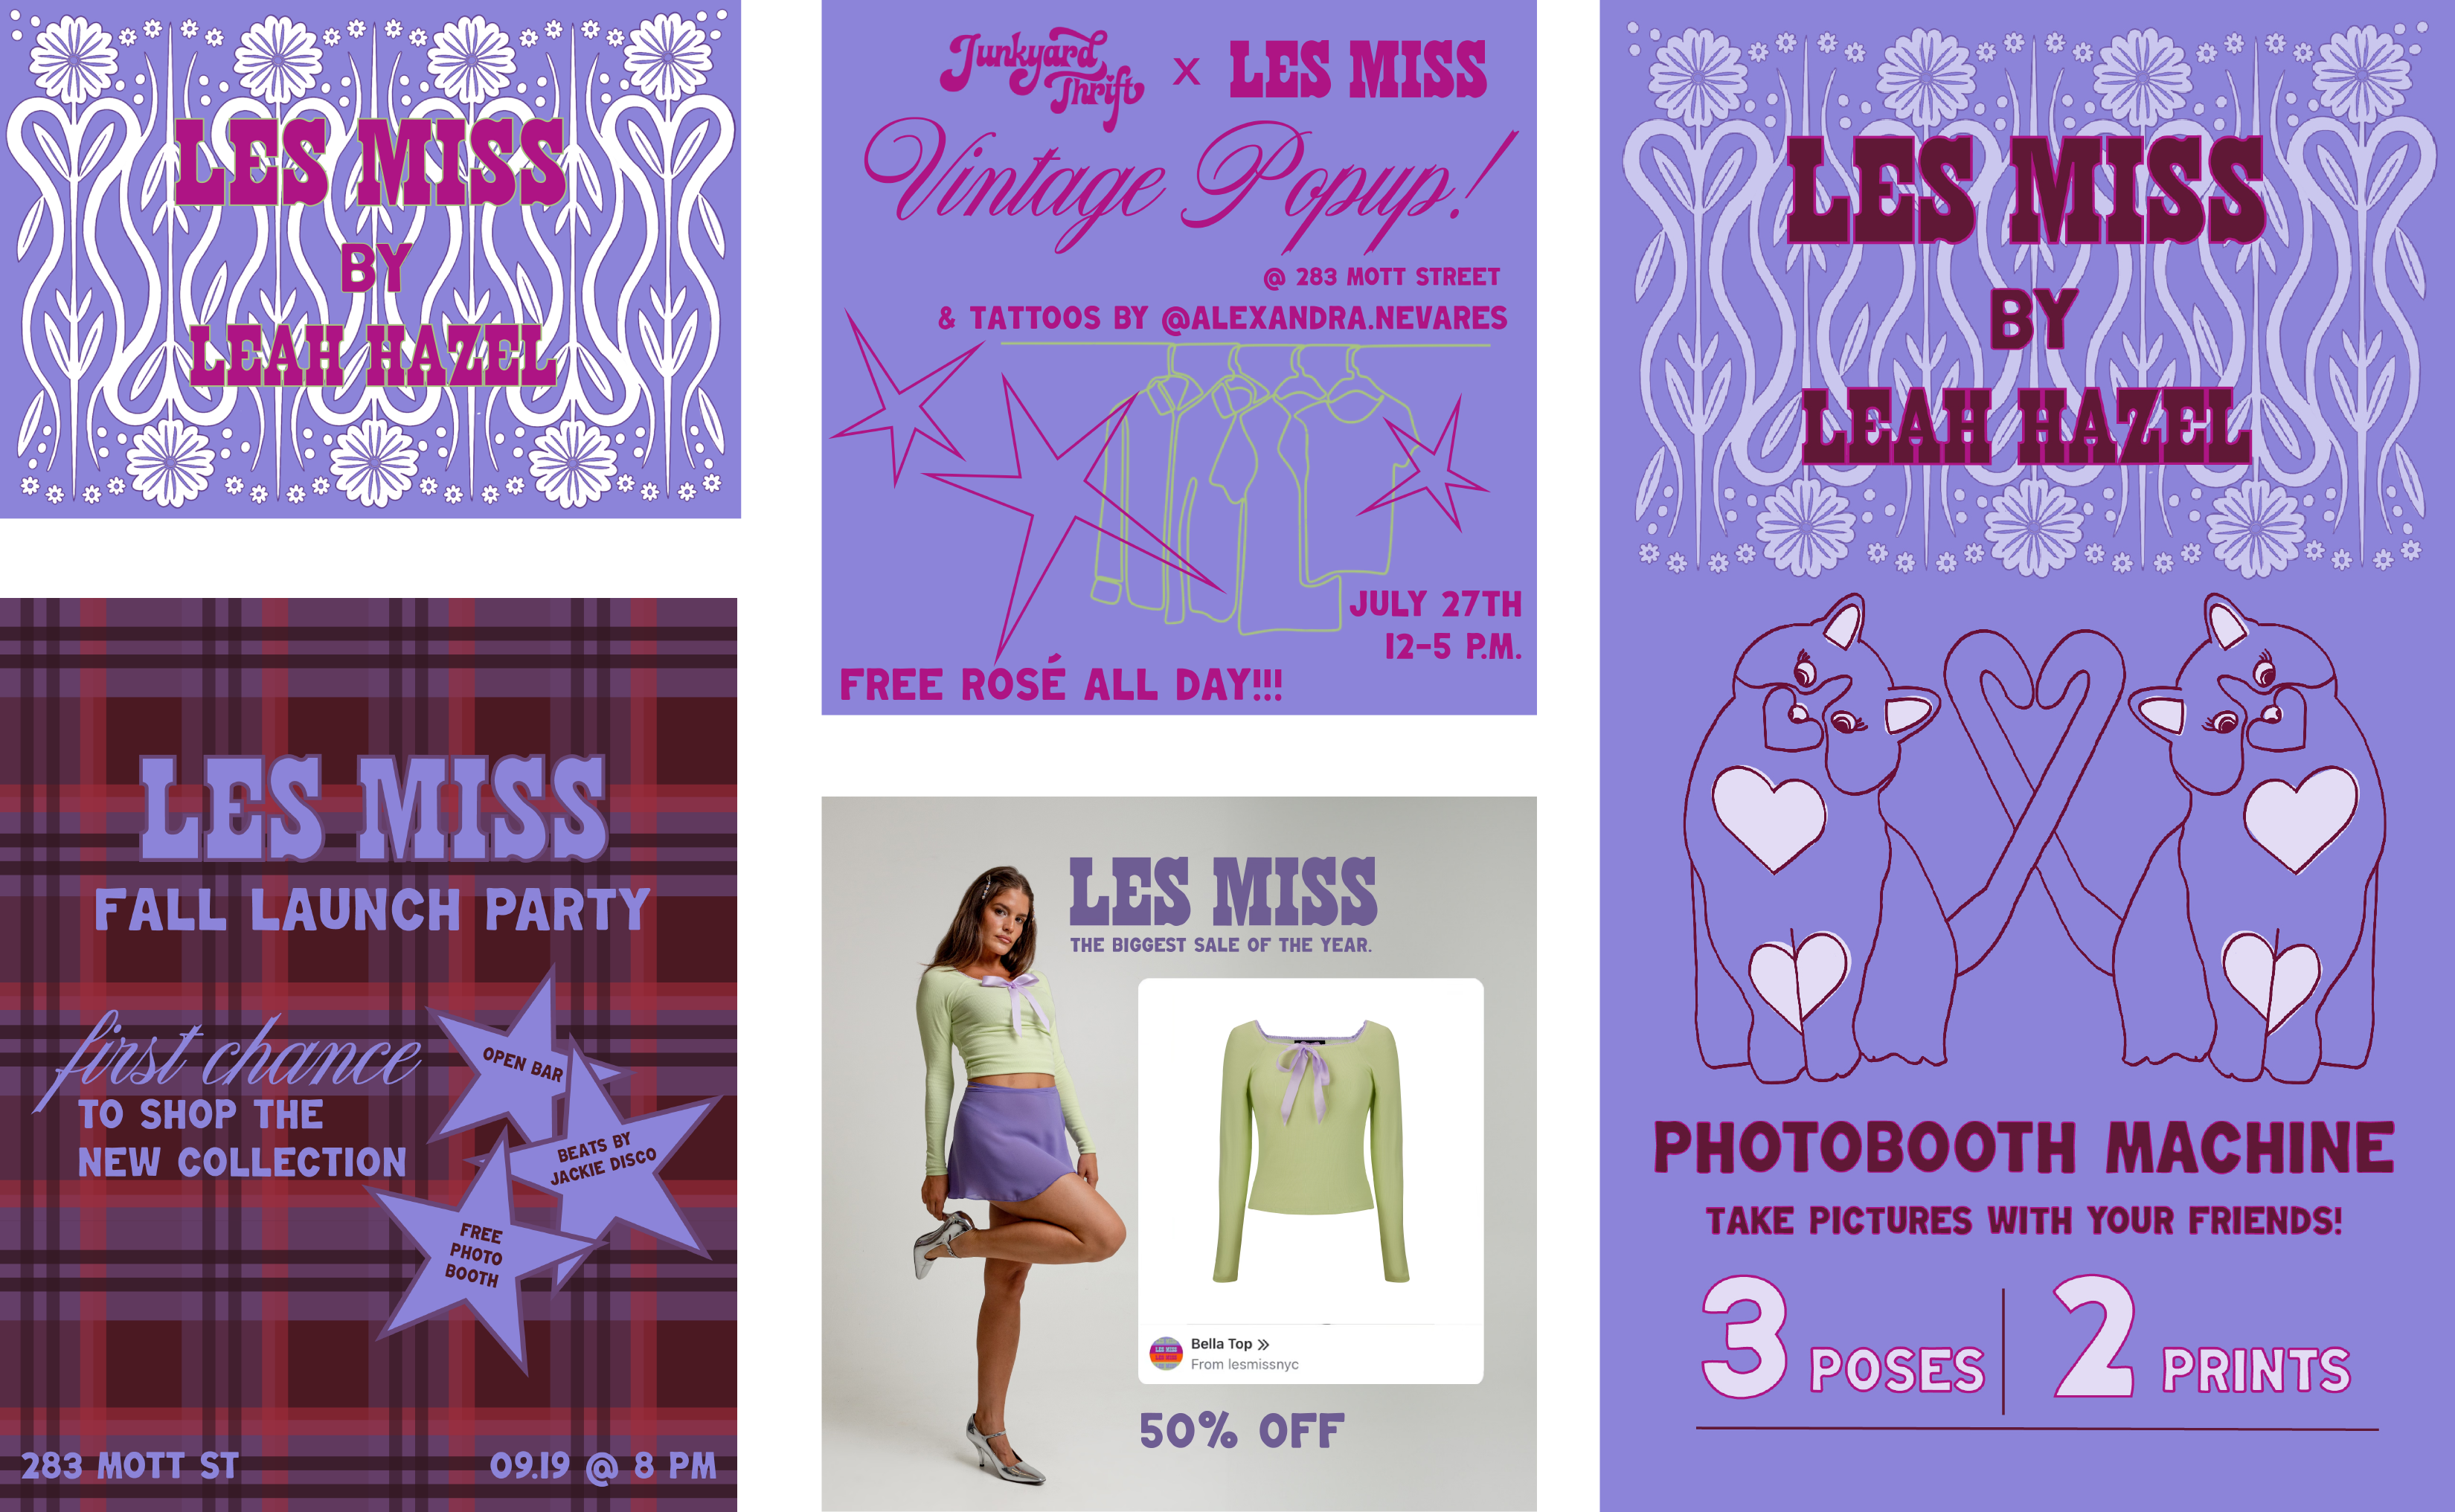 LES MISS
BY
LEAH HAZEL
Junkyard
Thrift
X LES MISS
Vintage Popup!
@ 283 MOTT STREET
& TATTOOS BY @ALEXANDRA.NEVARES
JULY 27TH
12-5 P.M.
FREE ROSÉ ALL DAY!!!
LES MISS
BY
LEAH HAZEL
PHOTOBOOTH MACHINE
TAKE PICTURES WITH YOUR FRIENDS!
3 POSES
2 PRINTS
LES MISS
FALL LAUNCH PARTY
first chance
TO SHOP THE
NEW COLLECTION
OPEN BAR
BEATS BY
JACKIE DISCO
FREE
PHOTO
BOOTH
283 MOTT ST
09.19 @ 8 PM
LES MISS
THE BIGGEST SALE OF THE YEAR.
LES MISS
LES MISS
Bella Top >>
From lesmissnyc
50% OFF